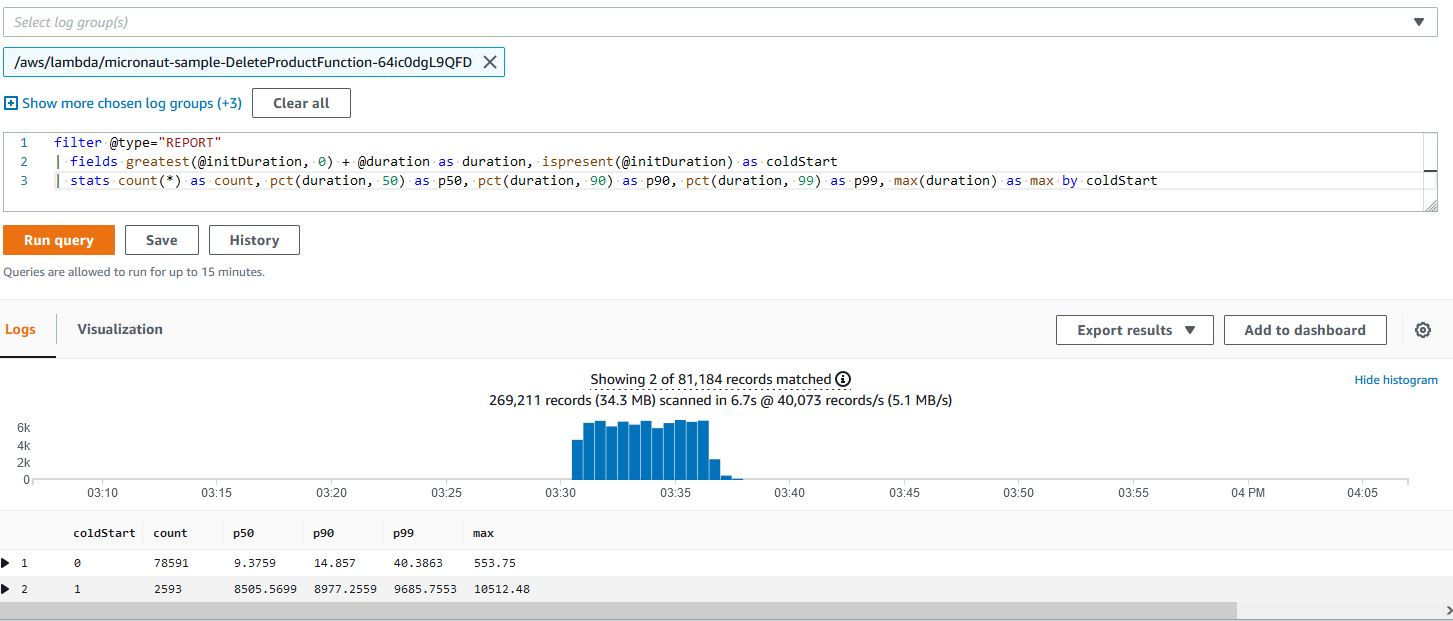 Select log group(s)
/aws/lambda/micronaut-sample-DeleteProductFunction-64ic0dgL9QFD
Show more chosen log groups (+3) Clear all
1 filter @type="REPORT"
2 | fields greatest(@initDuration, 0) + @duration as duration, ispresent(@initDuration) as coldStart
3 | stats count(*) as count, pct(duration, 50) as p50, pct(duration, 90) as p90, pct(duration, 99) as p99, max(duration) as max by coldStart
Run query Save History
Queries are allowed to run for up to 15 minutes.
Logs Visualization Export results Add to dashboard
Showing 2 of 81,184 records matched
Hide histogram
269,211 records (34.3 MB) scanned in 6.7s @ 40,073 records/s (5.1 MB/s)
6k
4k
2k
0
03:10 03:15 03:20 03:25 03:30 03:35 03:40 03:45 03:50 03:55 04 PM 04:05
coldStart count p50 p90 p99 max
1 0 78591 9.3759 14.857 40.3863 553.75
2 1 2593 8505.5699 8977.2559 9685.7553 10512.48